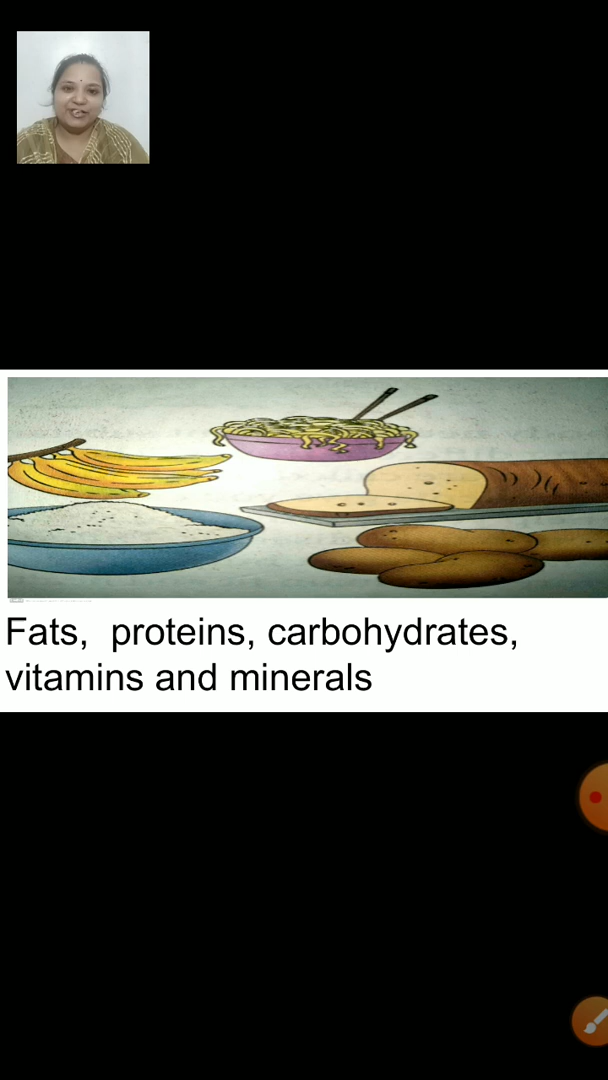 Fats,  proteins, carbohydrates,
vitamins and minerals